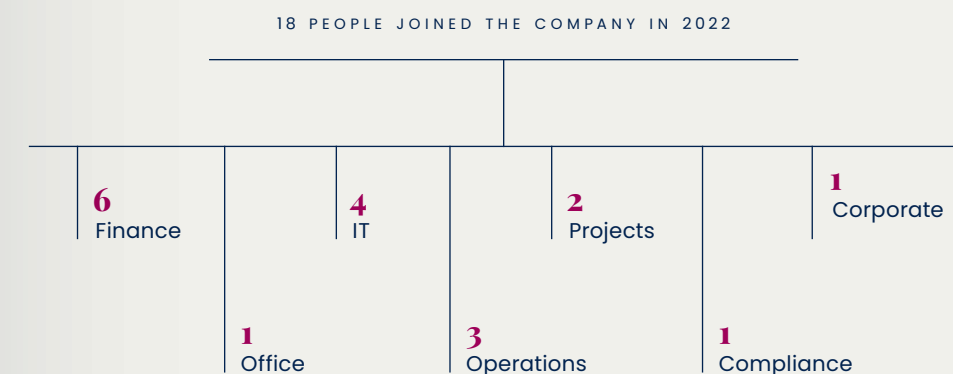 18 PEOPLE JOINED THE COMPANY IN 2022
6
Finance
4
IT
2
Projects
1
Corporate
1
Office
3
Operations
1
Compliance